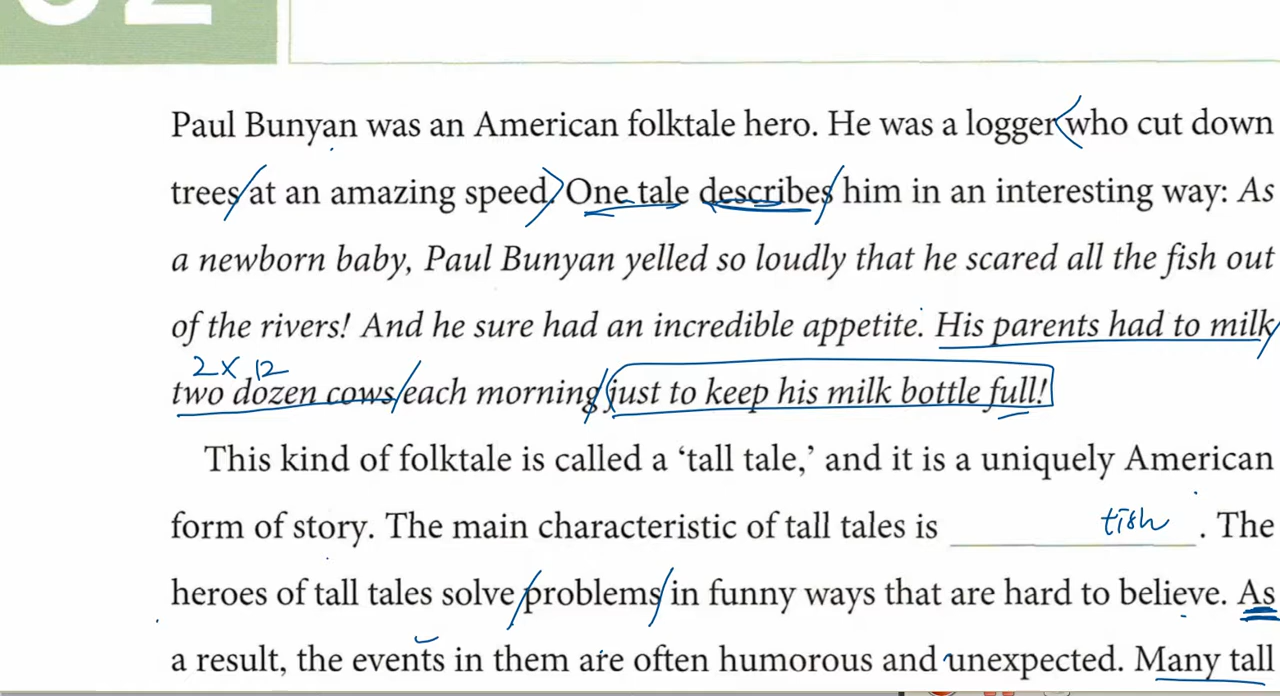 02
Paul Bunyan was an American folktale hero. He was a logger who cut down
trees at an amazing speed. One tale describes him in an interesting way: As
a newborn baby, Paul Bunyan yelled so loudly that he scared all the fish out
of the rivers! And he sure had an incredible appetite. His parents had to milk
2 x 12
two dozen cows each morning just to keep his milk bottle full!
This kind of folktale is called a ‘tall tale,’ and it is a uniquely American
form of story. The main characteristic of tall tales is tish . The
heroes of tall tales solve problems in funny ways that are hard to believe. As
a result, the events in them are often humorous and unexpected. Many tall